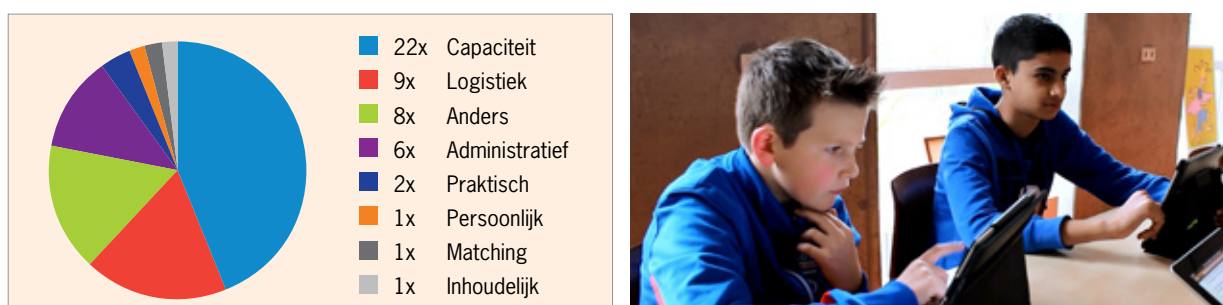 22x Capaciteit
9x Logistiek
8x Anders
6x Administratief
2x Praktisch
1x Persoonlijk
1x Matching
1x Inhoudelijk